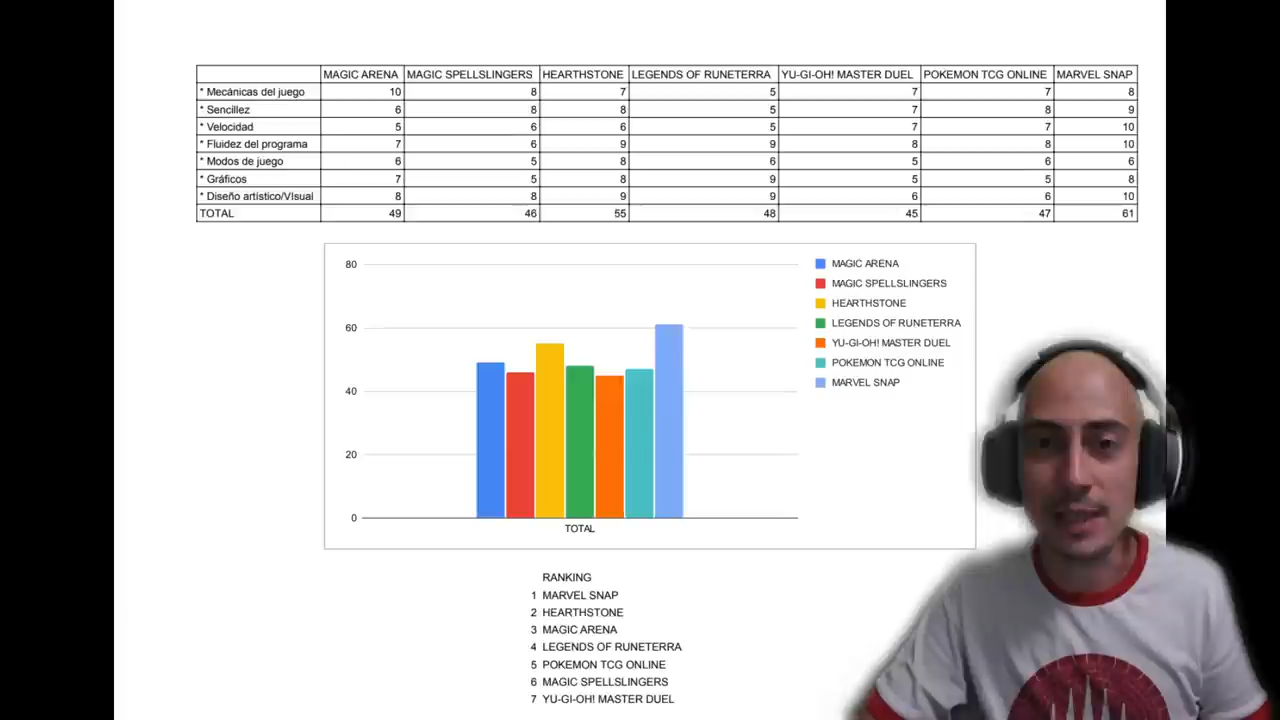 MAGIC ARENA MAGIC SPELLSLINGERS HEARTHSTONE LEGENDS OF RUNETERRA YU-GI-OH! MASTER DUEL POKEMON TCG ONLINE MARVEL SNAP
* Mecánicas del juego 10 8 7 5 7 7 8
* Sencillez 6 8 8 5 7 8 9
* Velocidad 5 6 6 5 7 7 10
* Fluidez del programa 7 6 9 9 8 8 10
* Modos de juego 6 5 8 6 5 6 6
* Gráficos 7 5 8 9 5 5 8
* Diseño artístico/VIsual 8 8 9 9 6 6 10
TOTAL 49 46 55 48 45 47 61
80
60
40
20
0
TOTAL
MAGIC ARENA
MAGIC SPELLSLINGERS
HEARTHSTONE
LEGENDS OF RUNETERRA
YU-GI-OH! MASTER DUEL
POKEMON TCG ONLINE
MARVEL SNAP
RANKING
1 MARVEL SNAP
2 HEARTHSTONE
3 MAGIC ARENA
4 LEGENDS OF RUNETERRA
5 POKEMON TCG ONLINE
6 MAGIC SPELLSLINGERS
7 YU-GI-OH! MASTER DUEL